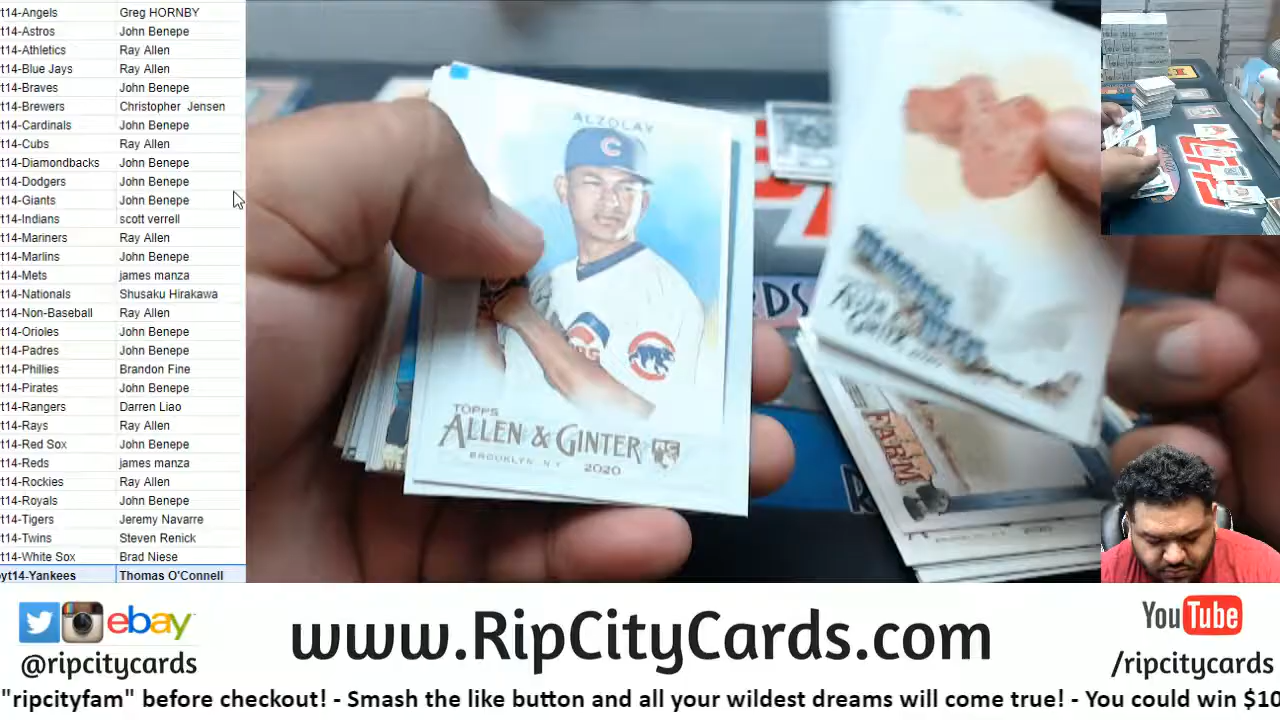 t14-Angels Greg HORNBY
t14-Astros John Benepe
t14-Athletics Ray Allen
t14-Blue Jays Ray Allen
t14-Braves John Benepe
t14-Brewers Christopher Jensen
t14-Cardinals John Benepe
t14-Cubs Ray Allen
t14-Diamondbacks John Benepe
t14-Dodgers John Benepe
t14-Giants John Benepe
t14-Indians scott verrell
t14-Mariners Ray Allen
t14-Marlins John Benepe
t14-Mets james manza
t14-Nationals Shusaku Hirakawa
t14-Non-Baseball Ray Allen
t14-Orioles John Benepe
t14-Padres John Benepe
t14-Phillies Brandon Fine
t14-Pirates John Benepe
t14-Rangers Darren Liao
t14-Rays Ray Allen
t14-Red Sox John Benepe
t14-Reds james manza
t14-Rockies Ray Allen
t14-Royals John Benepe
t14-Tigers Jeremy Navarre
t14-Twins Steven Renick
t14-White Sox Brad Niese
yt14-Yankees Thomas O'Connell
ALZOLAY
C
TOPPS
ALLEN & GINTER
BROOKLYN, N.Y. 2020
RC
FARM
ebay
@ripcitycards
www.RipCityCards.com
YouTube
/ripcitycards
"ripcityfam" before checkout! - Smash the like button and all your wildest dreams will come true! - You could win $10